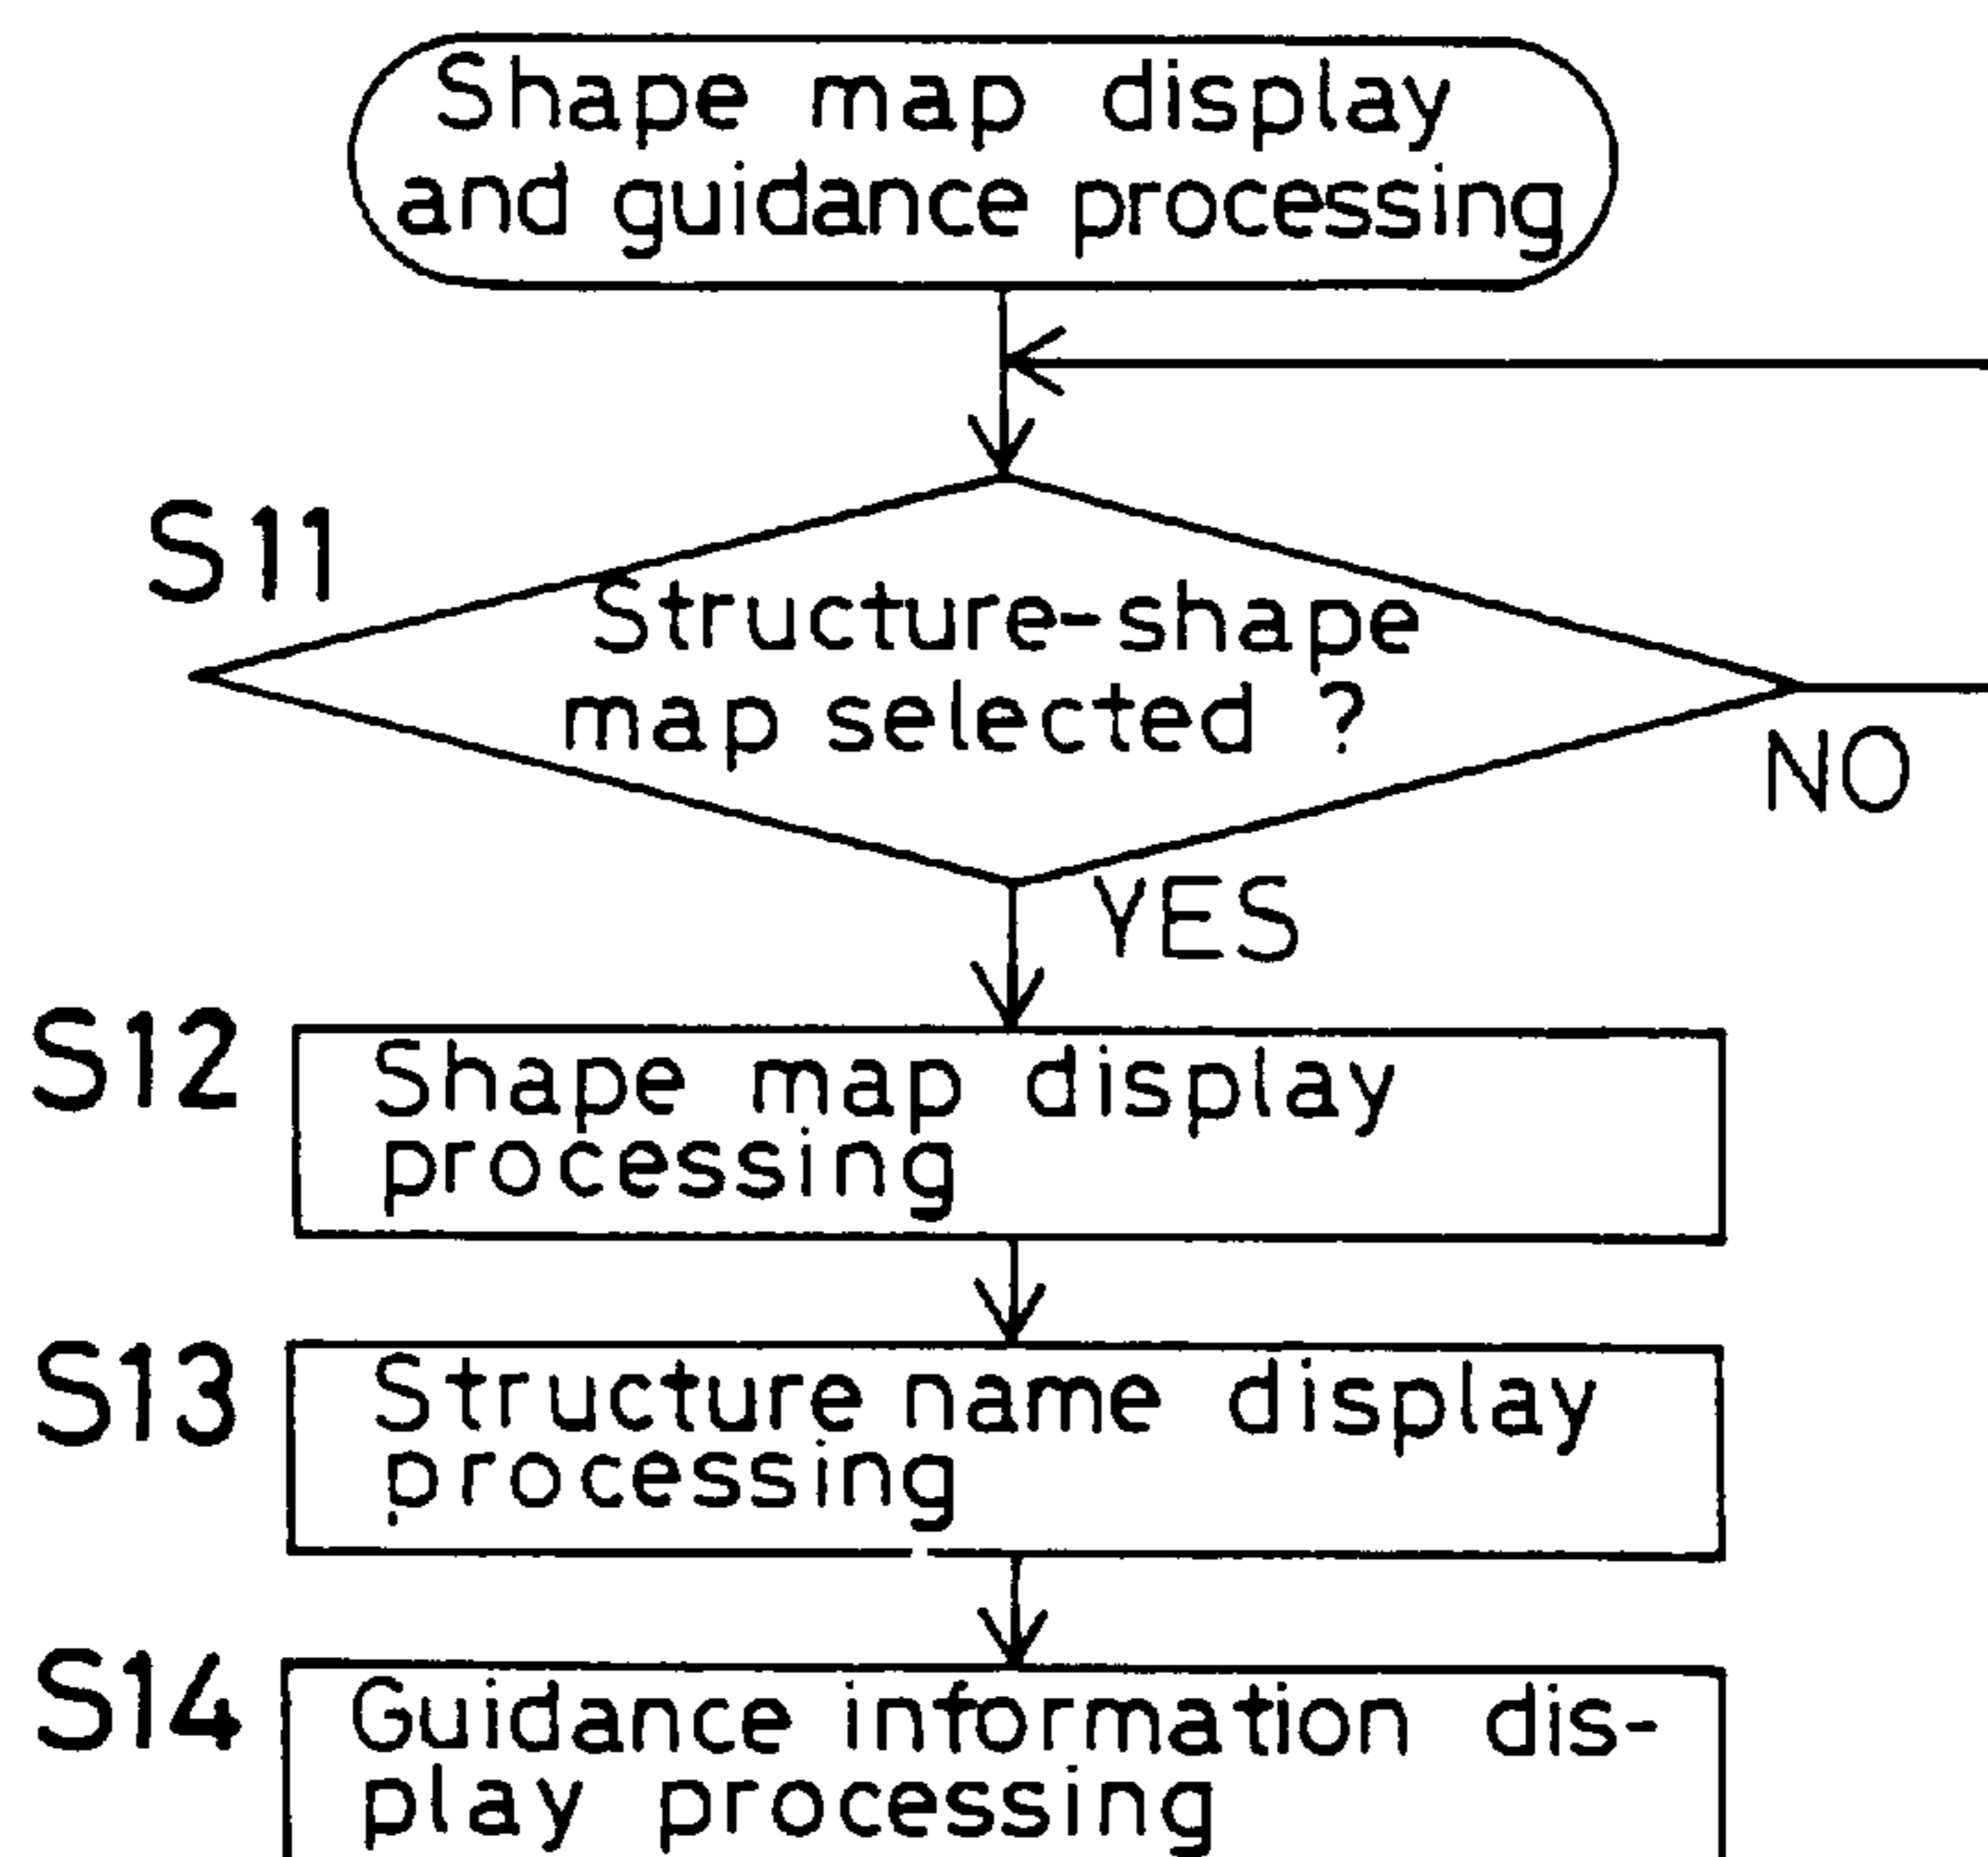 Shape map display
and guidance processing
S11
Structure-shape
map selected ?
NO
YES
S12
Shape map display
processing
S13
Structure name display
processing
S14
Guidance information dis-
play processing